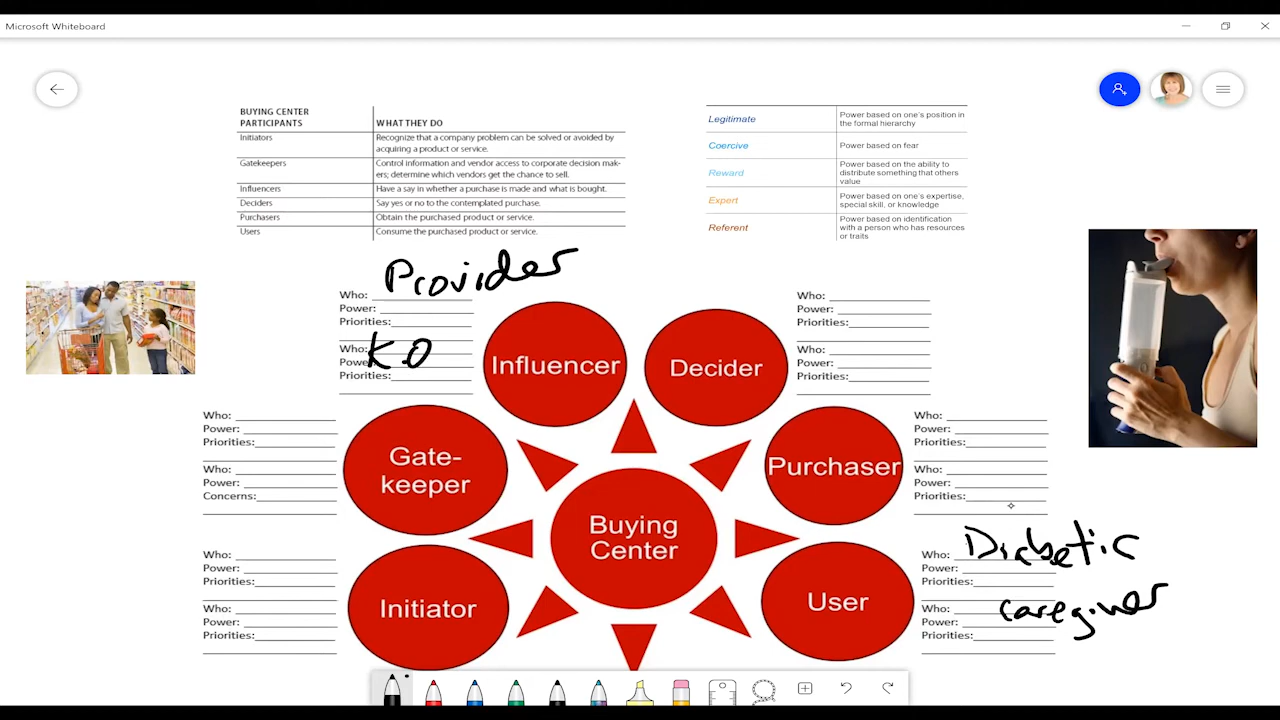 Microsoft Whiteboard
BUYING CENTER
PARTICIPANTS
WHAT THEY DO
Initiators
Recognize that a company problem can be solved or avoided by
acquiring a product or service.
Gatekeepers
Control information and vendor access to corporate decision mak-
ers; determine which vendors get the chance to sell.
Influencers
Have a say in whether a purchase is made and what is bought.
Deciders
Say yes or no to the contemplated purchase.
Purchasers
Obtain the purchased product or service.
Users
Consume the purchased product or service.
Legitimate
Power based on one's position in
the formal hierarchy
Coercive
Power based on fear
Reward
Power based on the ability to
distribute something that others
value
Expert
Power based on one's expertise,
special skill, or knowledge
Referent
Power based on identification
with a person who has resources
or traits
Provider
Who:
Power:
Priorities:
KO
Who:
Power:
Priorities:
Influencer
Decider
Who:
Power:
Priorities:
Who:
Power:
Priorities:
Who:
Power:
Priorities:
Who:
Power:
Concerns:
Gate-
keeper
Purchaser
Who:
Power:
Priorities:
Who:
Power:
Priorities:
Buying
Center
Who:
Power:
Priorities:
Who:
Power:
Priorities:
Initiator
User
Who: Diabetic
Power:
Priorities:
Who: caregiver
Power:
Priorities: